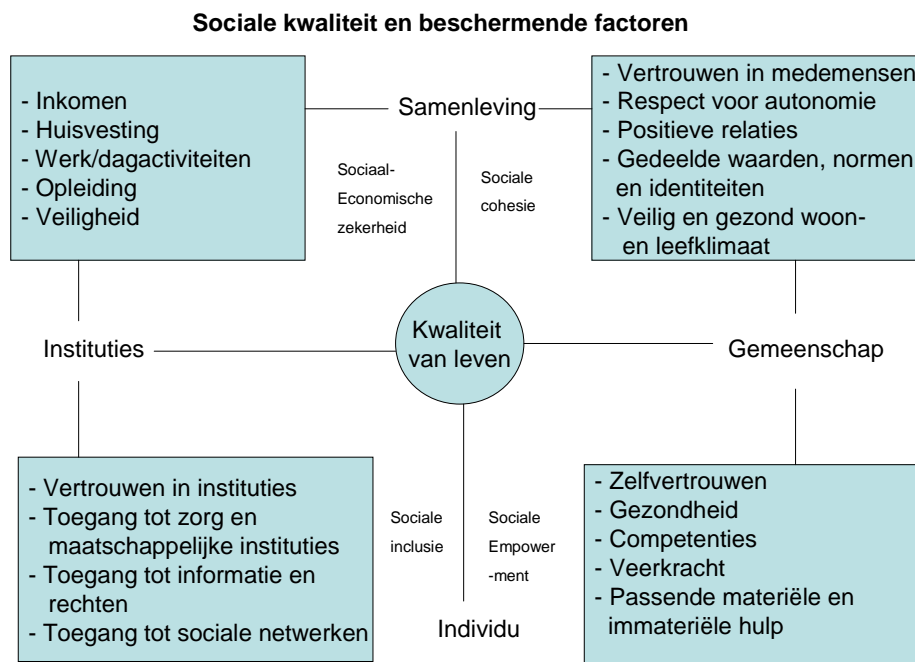 Sociale kwaliteit en beschermende factoren
- Inkomen
- Huisvesting
- Werk/dagactiviteiten
- Opleiding
- Veiligheid
Samenleving
- Vertrouwen in medemensen
- Respect voor autonomie
- Positieve relaties
- Gedeelde waarden, normen
en identiteiten
- Veilig en gezond woon-
en leefklimaat
Sociaal-
Economische
zekerheid
Sociale
cohesie
Instituties
Kwaliteit
van leven
Gemeenschap
- Vertrouwen in instituties
- Toegang tot zorg en
maatschappelijke instituties
- Toegang tot informatie en
rechten
- Toegang tot sociale netwerken
Sociale
inclusie
Sociale
Empower
-ment
Individu
- Zelfvertrouwen
- Gezondheid
- Competenties
- Veerkracht
- Passende materiële en
immateriële hulp